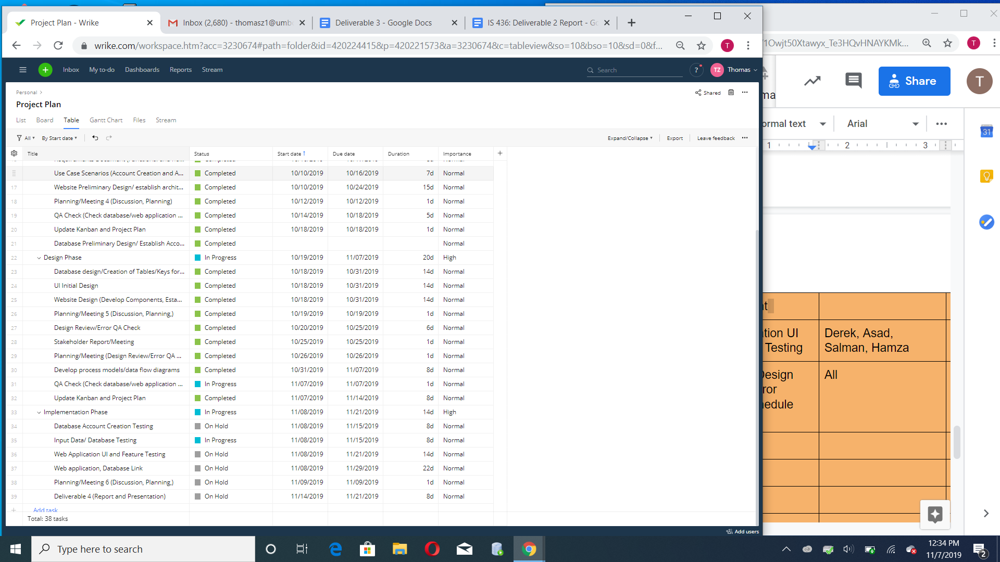 Project Plan - Wrike
Inbox (2,680) - thomasz1@umb
Deliverable 3 - Google Docs
IS 436: Deliverable 2 Report - Go
wrike.com/workspace.htm?acc=3230674#path=folder&id=420224415&p=420221573&a=3230674&c=tableview&so=10&bso=10&sd=0&f...
T
1Owjt50Xtawyx_Te3HQvHNAYKMk...
T
Inbox My to-do Dashboards Reports Stream
Search
?
TZ Thomas
Share
T
Personal >
Shared
Project Plan
List Board Table Gantt Chart Files Stream
ormal text
Arial
31
All By Start date
Expand/Collapse Export Leave feedback
1 2 3
Title Status Start date ↑ Due date Duration Importance
Use Case Scenarios (Account Creation and A... Completed 10/10/2019 10/16/2019 7d Normal
17 Website Preliminary Design/ establish archit... Completed 10/10/2019 10/24/2019 15d Normal
18 Planning/Meeting 4 (Discussion, Planning) Completed 10/12/2019 10/12/2019 1d Normal
19 QA Check (Check database/web application ... Completed 10/14/2019 10/18/2019 5d Normal
20 Update Kanban and Project Plan Completed 10/18/2019 10/18/2019 1d Normal
21 Database Preliminary Design/ Establish Acco... Completed Normal
22 Design Phase In Progress 10/19/2019 11/07/2019 20d High
23 Database design/Creation of Tables/Keys for... Completed 10/18/2019 10/31/2019 14d Normal
24 UI Initial Design Completed 10/18/2019 10/31/2019 14d Normal
25 Website Design (Develop Components, Esta... Completed 10/18/2019 10/31/2019 14d Normal
26 Planning/Meeting 5 (Discussion, Planning,) Completed 10/19/2019 10/19/2019 1d Normal
27 Design Review/Error QA Check Completed 10/20/2019 10/25/2019 6d Normal
28 Stakeholder Report/Meeting Completed 10/25/2019 10/25/2019 1d Normal
29 Planning/Meeting (Design Review/Error QA ... Completed 10/26/2019 10/26/2019 1d Normal
30 Develop process models/data flow diagrams Completed 10/31/2019 11/07/2019 8d Normal
31 QA Check (Check database/web application ... In Progress 11/07/2019 11/07/2019 1d Normal
32 Update Kanban and Project Plan Completed 11/07/2019 11/14/2019 8d Normal
33 Implementation Phase In Progress 11/08/2019 11/21/2019 14d High
34 Database Account Creation Testing On Hold 11/08/2019 11/15/2019 8d Normal
35 Input Data/ Database Testing In Progress 11/08/2019 11/15/2019 8d Normal
36 Web Application UI and Feature Testing On Hold 11/08/2019 11/21/2019 14d Normal
37 Web application, Database Link On Hold 11/08/2019 11/29/2019 22d Normal
38 Planning/Meeting 6 (Discussion, Planning,) On Hold 11/09/2019 11/09/2019 1d Normal
39 Deliverable 4 (Report and Presentation) On Hold 11/14/2019 11/21/2019 8d Normal
Add task
Total: 38 tasks
Add users
tion UI
Testing
Derek, Asad,
Salman, Hamza
Design
ror
hedule
All
Type here to search
12:34 PM
11/7/2019
2